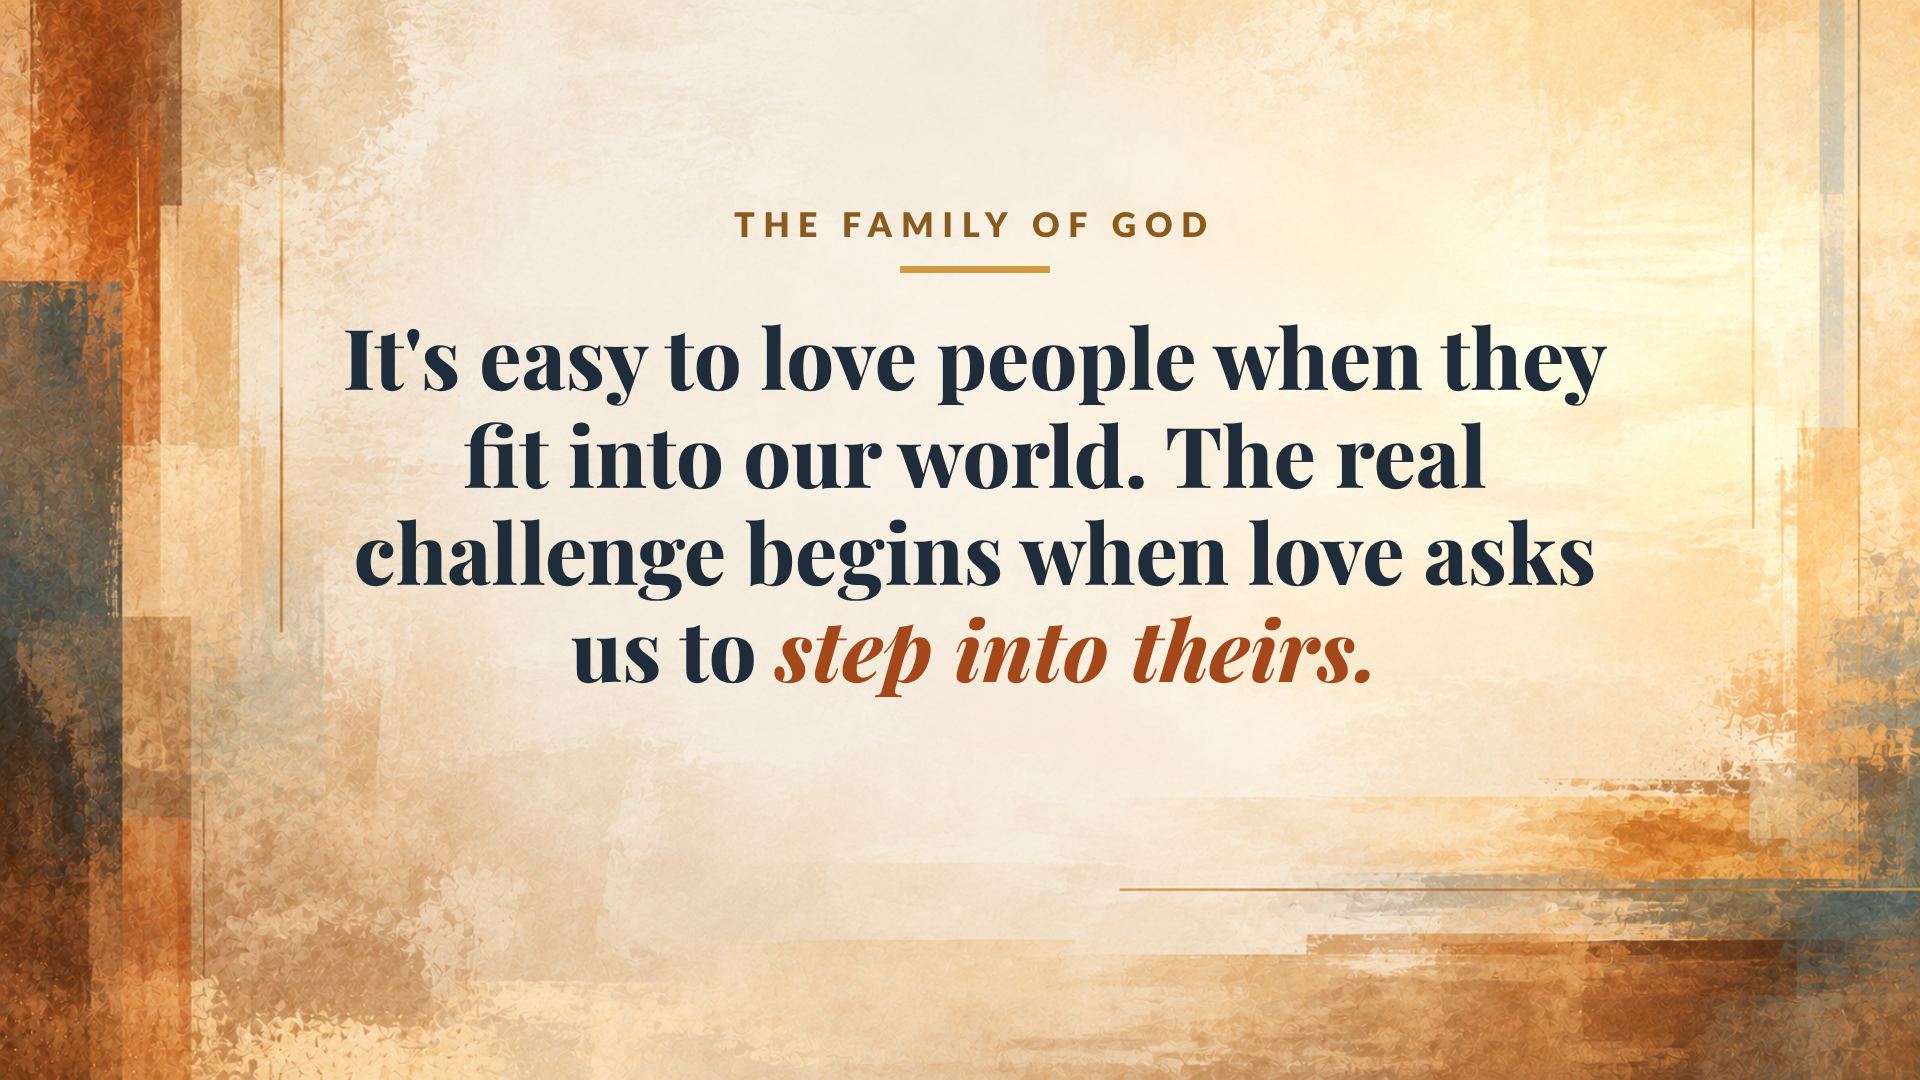 THE FAMILY OF GOD
It's easy to love people when they
fit into our world. The real
challenge begins when love asks
us to step into theirs.